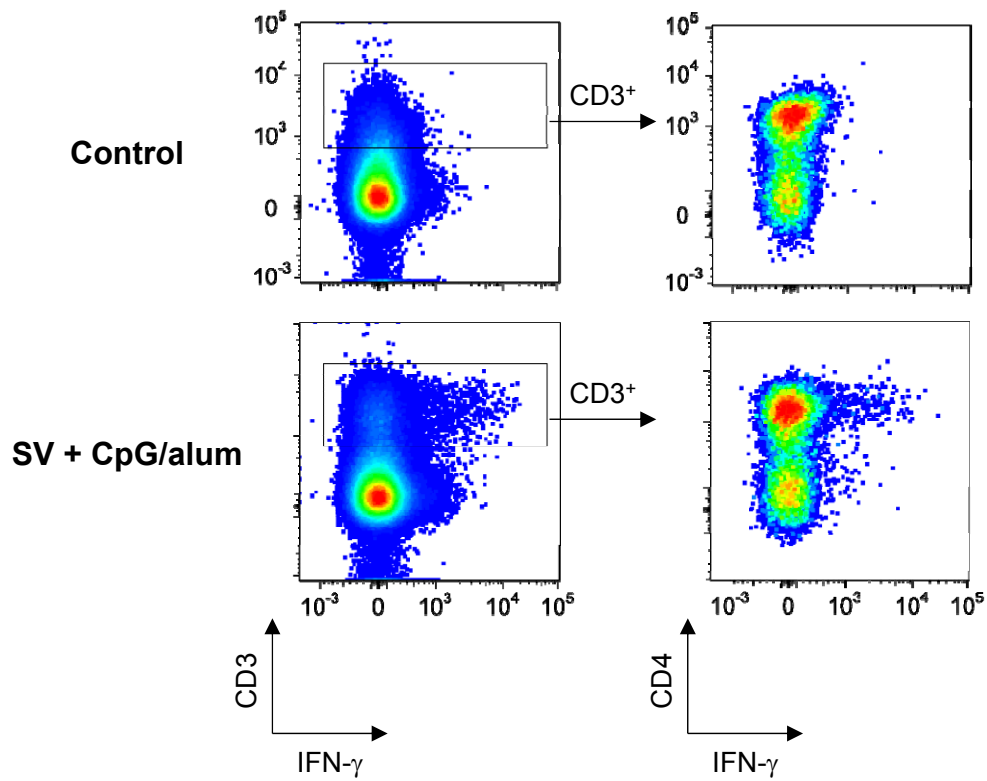 10⁵
10⁴
10³
0
10⁻³
Control
CD3⁺
10⁵
10⁴
10³
0
10⁻³
SV + CpG/alum
CD3⁺
10⁻³ 0 10³ 10⁴ 10⁵
10⁻³ 0 10³ 10⁴ 10⁵
CD3
IFN-γ
CD4
IFN-γ